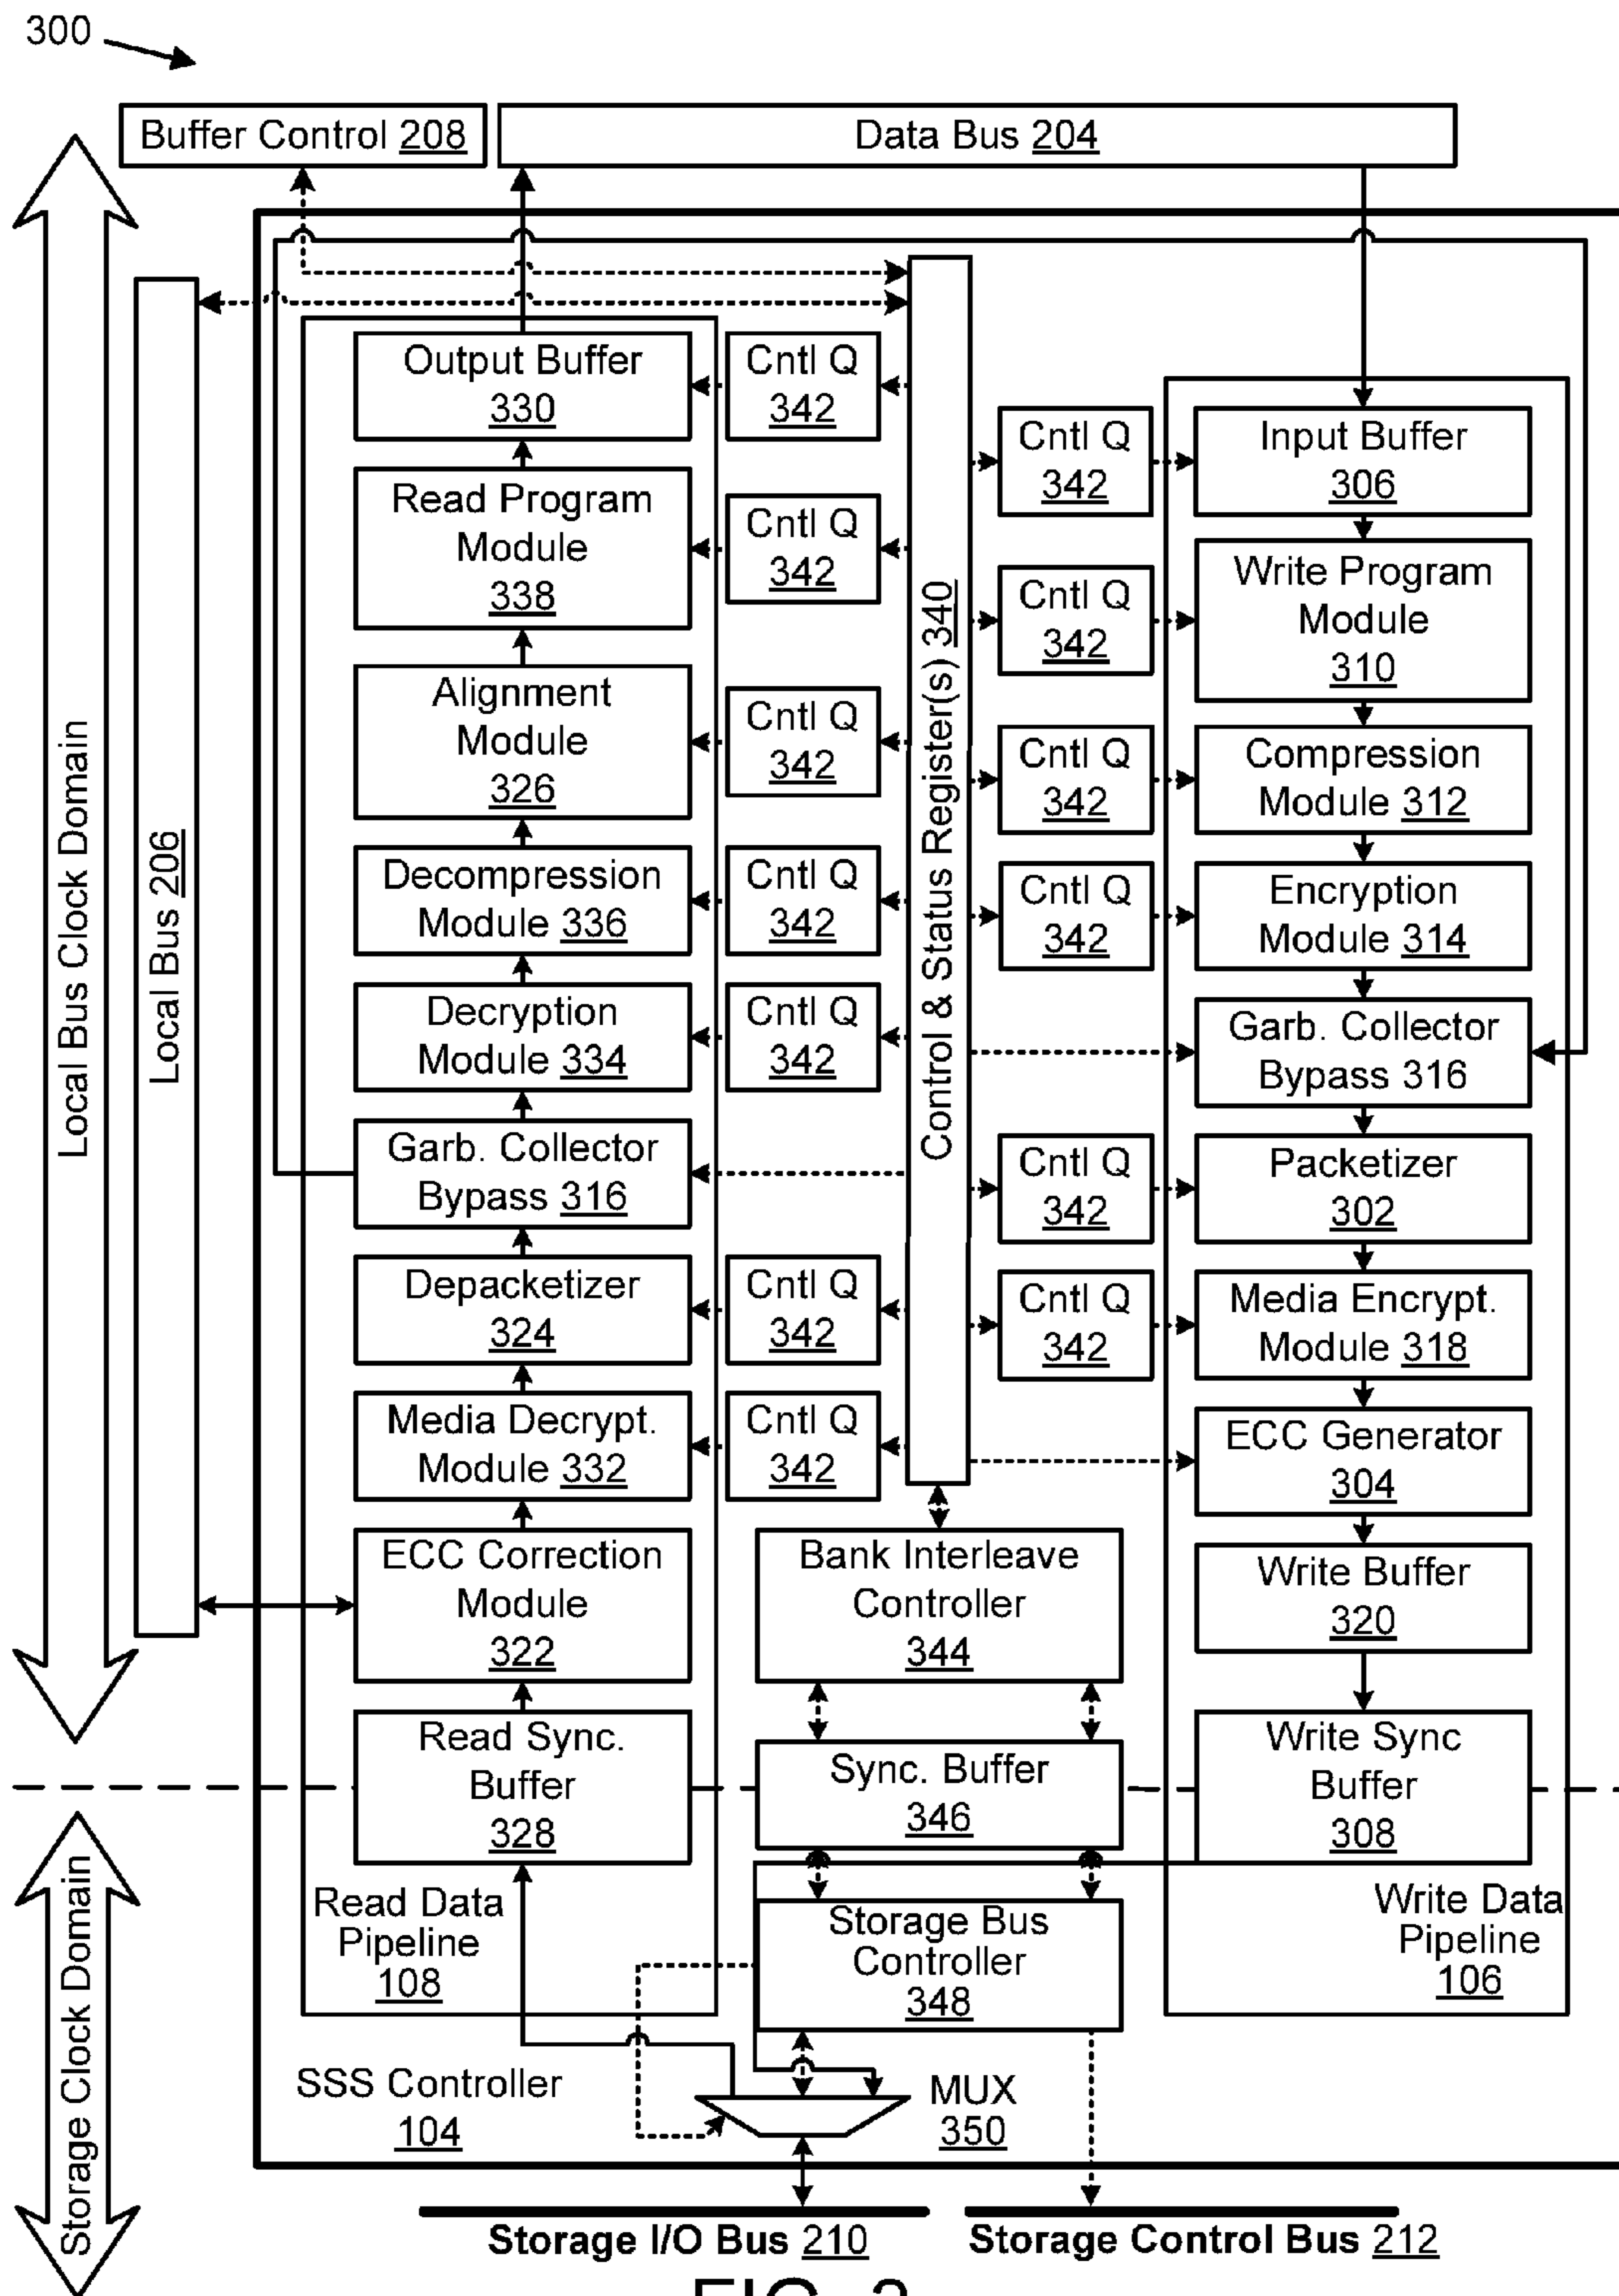 300
Buffer Control 208
Data Bus 204
Local Bus Clock Domain
Local Bus 206
Output Buffer
330
Cntl Q
342
Read Program
Module
338
Cntl Q
342
Alignment
Module
326
Cntl Q
342
Decompression
Module 336
Cntl Q
342
Decryption
Module 334
Cntl Q
342
Garb. Collector
Bypass 316
Depacketizer
324
Cntl Q
342
Media Decrypt.
Module 332
Cntl Q
342
ECC Correction
Module
322
Read Sync.
Buffer
328
Read Data
Pipeline
108
Control & Status Register(s) 340
Cntl Q
342
Input Buffer
306
Cntl Q
342
Write Program
Module
310
Cntl Q
342
Compression
Module 312
Cntl Q
342
Encryption
Module 314
Garb. Collector
Bypass 316
Cntl Q
342
Packetizer
302
Cntl Q
342
Media Encrypt.
Module 318
ECC Generator
304
Write Buffer
320
Write Sync
Buffer
308
Write Data
Pipeline
106
Bank Interleave
Controller
344
Sync. Buffer
346
Storage Bus
Controller
348
Storage Clock Domain
SSS Controller
104
MUX
350
Storage I/O Bus 210
Storage Control Bus 212